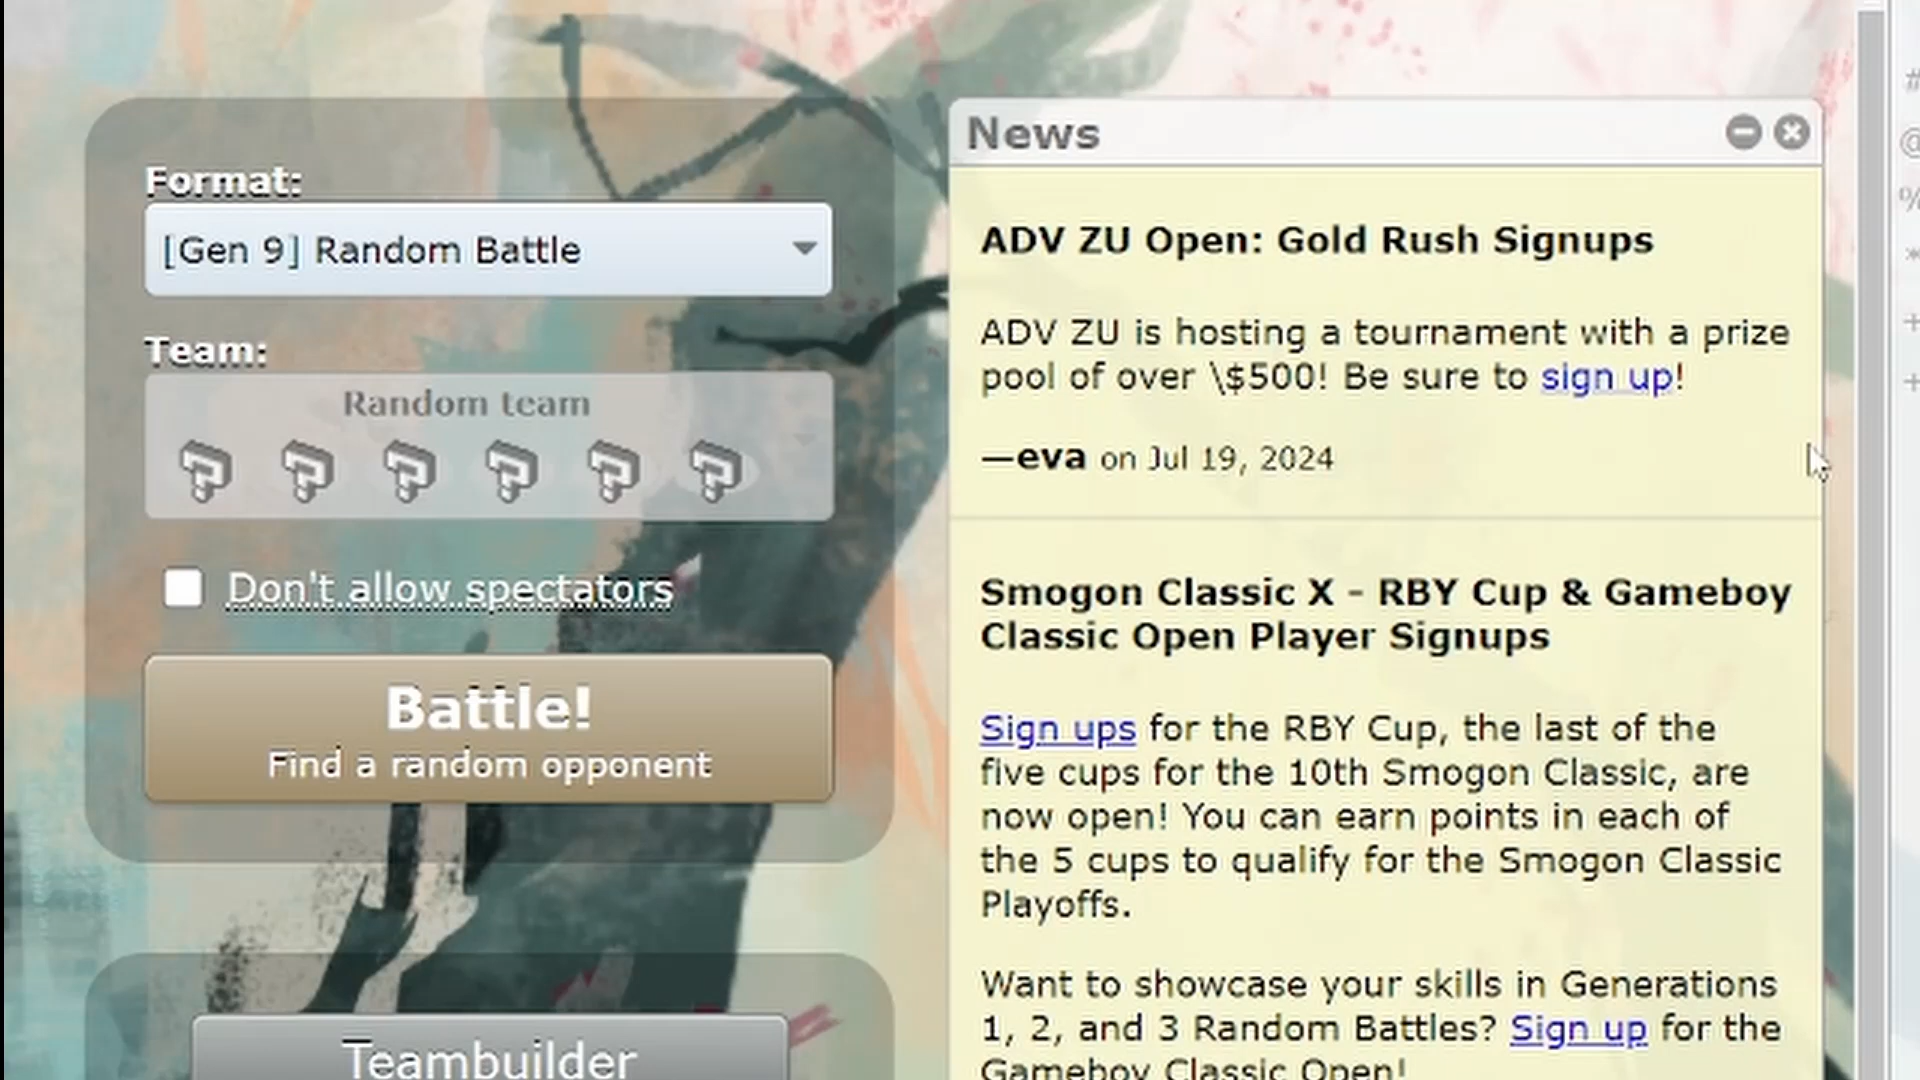 Format:
[Gen 9] Random Battle
Team:
Random team
Don't allow spectators
Battle!
Find a random opponent
Teambuilder
News
ADV ZU Open: Gold Rush Signups
ADV ZU is hosting a tournament with a prize
pool of over \$500! Be sure to sign up!
—eva on Jul 19, 2024
Smogon Classic X - RBY Cup & Gameboy
Classic Open Player Signups
Sign ups for the RBY Cup, the last of the
five cups for the 10th Smogon Classic, are
now open! You can earn points in each of
the 5 cups to qualify for the Smogon Classic
Playoffs.
Want to showcase your skills in Generations
1, 2, and 3 Random Battles? Sign up for the
Gameboy Classic Open!
#
@
%
*
+
+